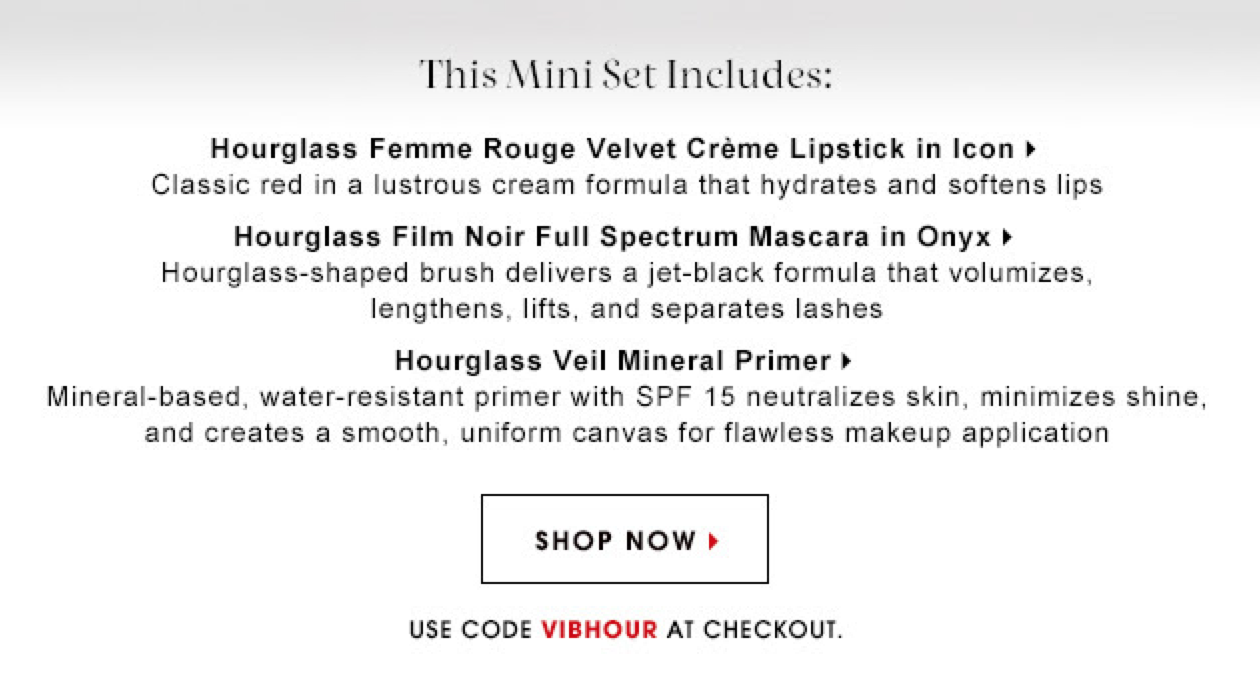 This Mini Set Includes:
Hourglass Femme Rouge Velvet Crème Lipstick in Icon
Classic red in a lustrous cream formula that hydrates and softens lips
Hourglass Film Noir Full Spectrum Mascara in Onyx
Hourglass-shaped brush delivers a jet-black formula that volumizes,
lengthens, lifts, and separates lashes
Hourglass Veil Mineral Primer
Mineral-based, water-resistant primer with SPF 15 neutralizes skin, minimizes shine,
and creates a smooth, uniform canvas for flawless makeup application
SHOP NOW
USE CODE VIBHOUR AT CHECKOUT.